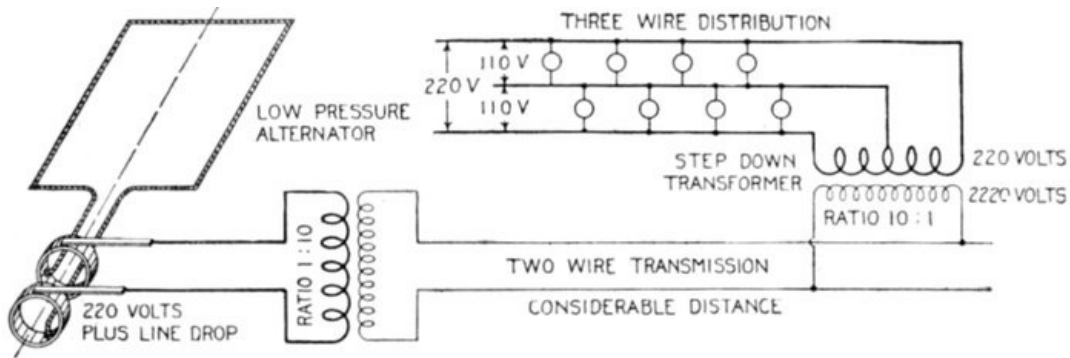 THREE WIRE DISTRIBUTION
110 V
220 V
110 V
LOW PRESSURE
ALTERNATOR
STEP DOWN
TRANSFORMER
220 VOLTS
2220 VOLTS
RATIO 10:1
RATIO 1:10
TWO WIRE TRANSMISSION
CONSIDERABLE DISTANCE
220 VOLTS
PLUS LINE DROP